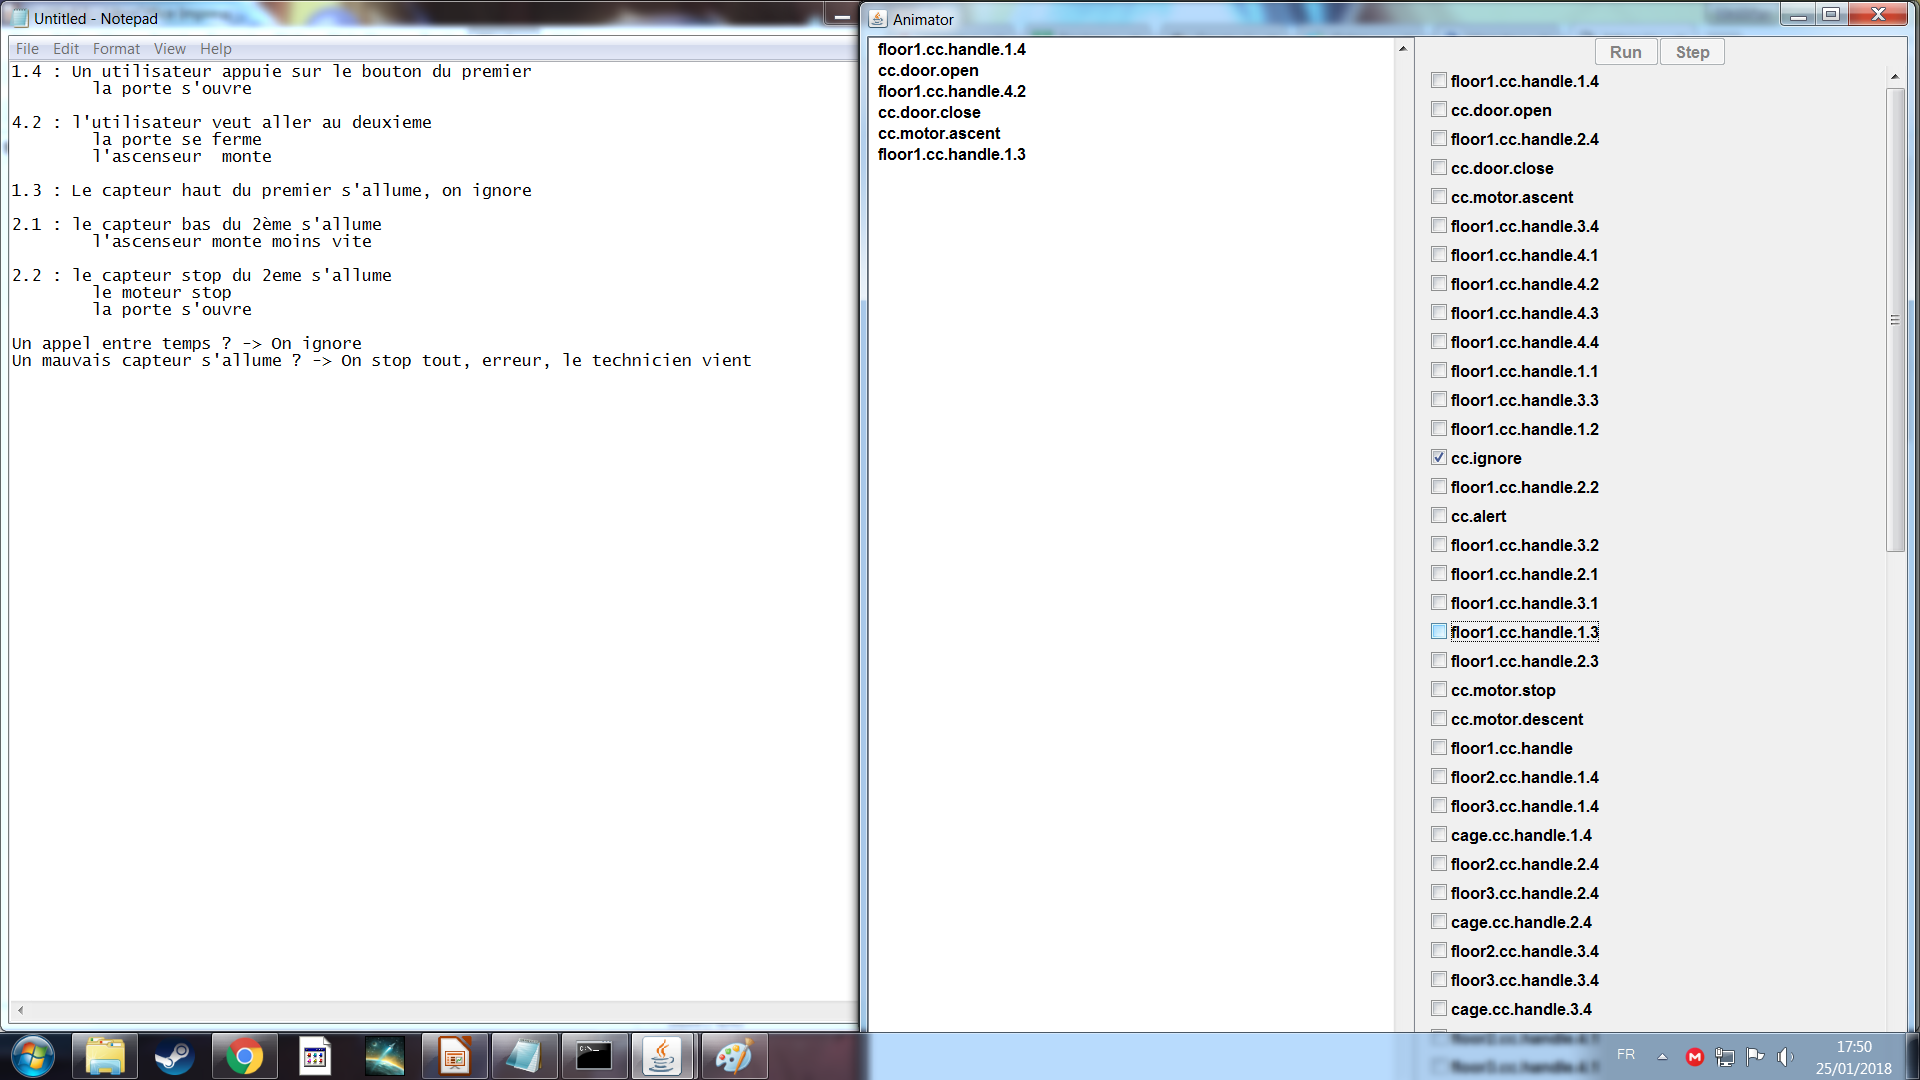 Untitled - Notepad
File Edit Format View Help
1.4 : Un utilisateur appuie sur le bouton du premier
la porte s'ouvre
4.2 : l'utilisateur veut aller au deuxieme
la porte se ferme
l'ascenseur  monte
1.3 : Le capteur haut du premier s'allume, on ignore
2.1 : le capteur bas du 2ème s'allume
l'ascenseur monte moins vite
2.2 : le capteur stop du 2eme s'allume
le moteur stop
la porte s'ouvre
Un appel entre temps ? -> On ignore
Un mauvais capteur s'allume ? -> On stop tout, erreur, le technicien vient
Animator
floor1.cc.handle.1.4
cc.door.open
floor1.cc.handle.4.2
cc.door.close
cc.motor.ascent
floor1.cc.handle.1.3
Run Step
floor1.cc.handle.1.4
cc.door.open
floor1.cc.handle.2.4
cc.door.close
cc.motor.ascent
floor1.cc.handle.3.4
floor1.cc.handle.4.1
floor1.cc.handle.4.2
floor1.cc.handle.4.3
floor1.cc.handle.4.4
floor1.cc.handle.1.1
floor1.cc.handle.3.3
floor1.cc.handle.1.2
cc.ignore
floor1.cc.handle.2.2
cc.alert
floor1.cc.handle.3.2
floor1.cc.handle.2.1
floor1.cc.handle.3.1
floor1.cc.handle.1.3
floor1.cc.handle.2.3
cc.motor.stop
cc.motor.descent
floor1.cc.handle
floor2.cc.handle.1.4
floor3.cc.handle.1.4
cage.cc.handle.1.4
floor2.cc.handle.2.4
floor3.cc.handle.2.4
cage.cc.handle.2.4
floor2.cc.handle.3.4
floor3.cc.handle.3.4
cage.cc.handle.3.4
FR
17:50
25/01/2018